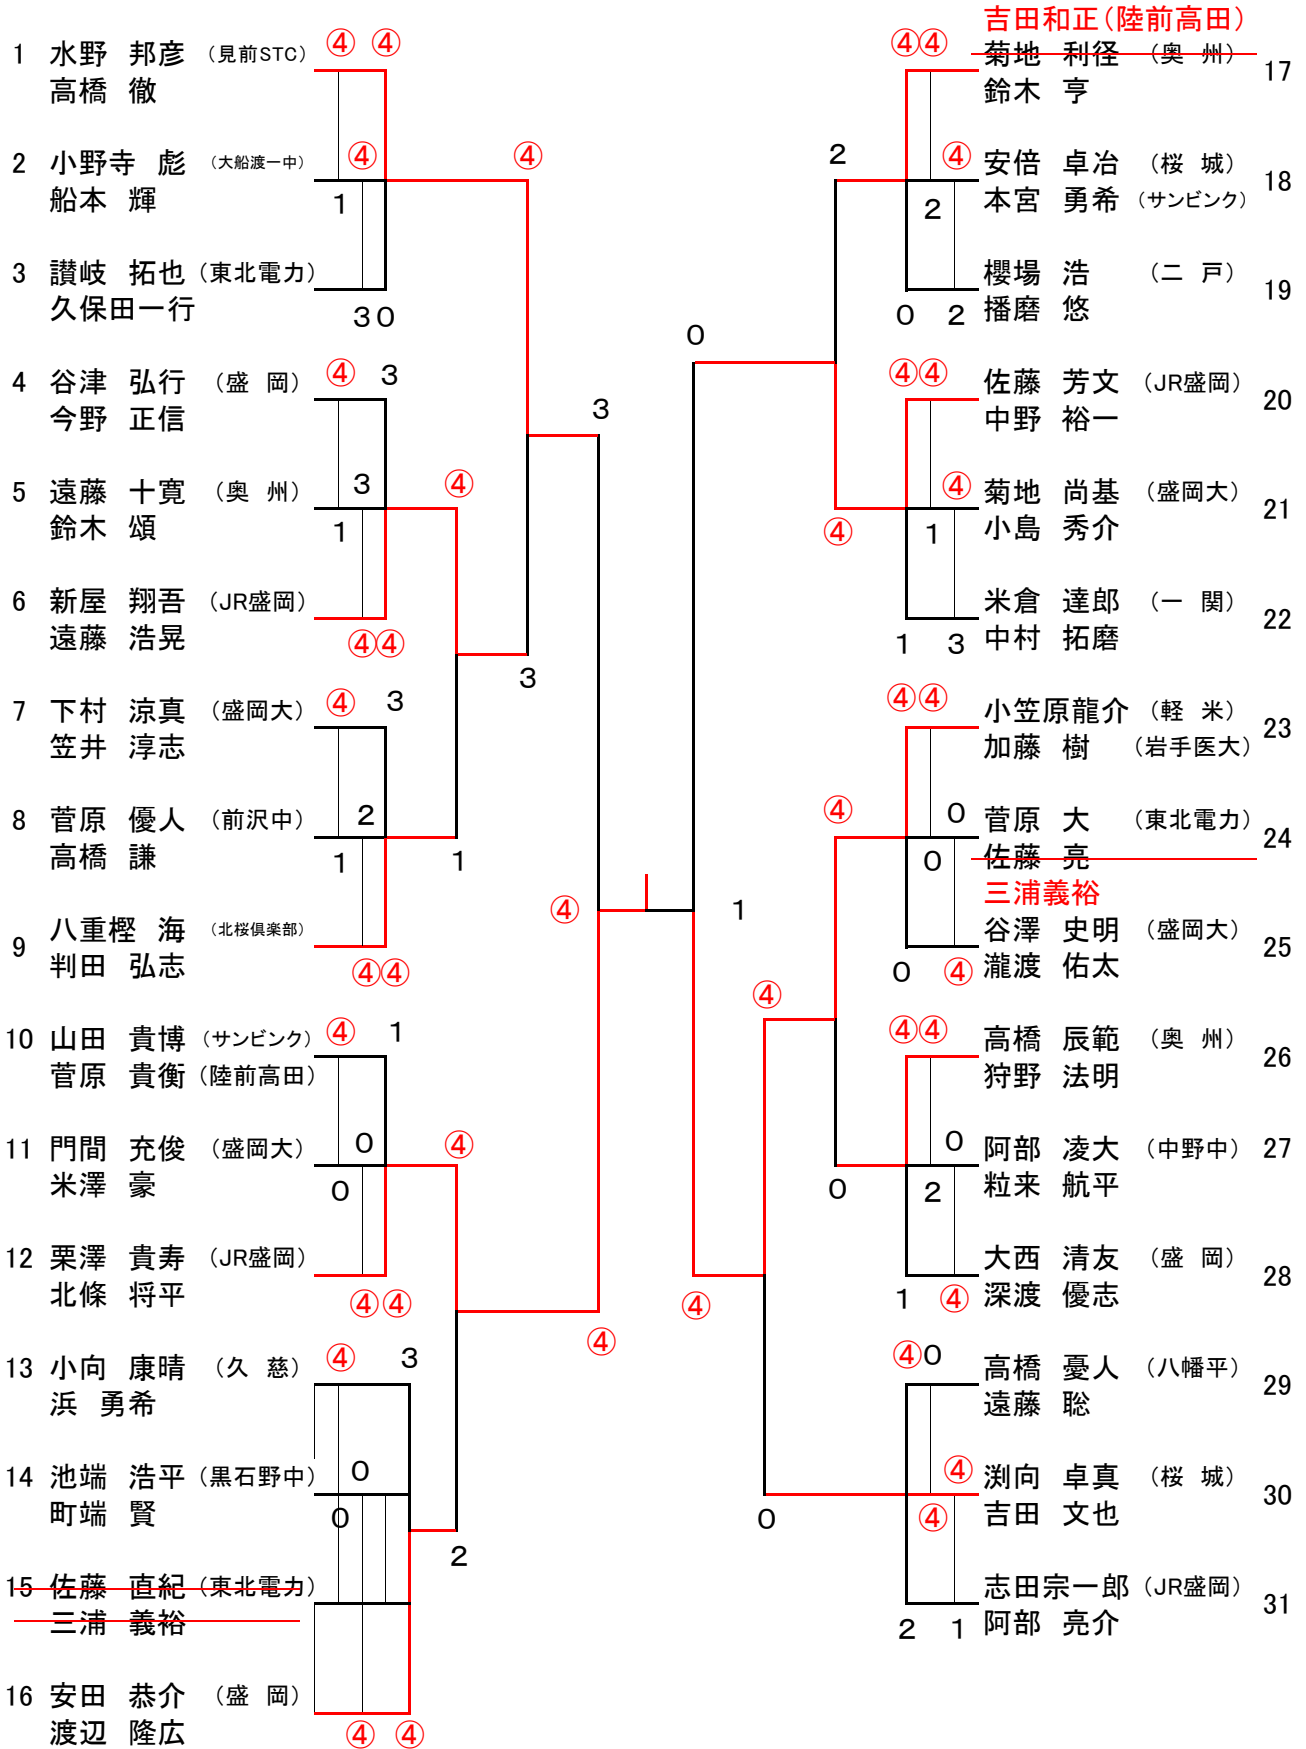 1 水野 邦彦 （見前STC） ④ ④
高橋 徹
2 小野寺 彪 （大船渡一中） ④ ④
船本 輝 1
3 讃岐 拓也 （東北電力）
久保田一行 3 0
4 谷津 弘行 （盛 岡） ④ 3
今野 正信 3
5 遠藤 十寛 （奥 州） 3 ④
鈴木 頌 1
6 新屋 翔吾 （JR盛岡）
遠藤 浩晃 ④④
3
7 下村 涼真 （盛岡大） ④ 3
笠井 淳志
8 菅原 優人 （前沢中） 2
高橋 謙 1 1
9 八重樫 海 （北桜倶楽部） ④
判田 弘志 ④④
10 山田 貴博 （サンビンク） ④ 1
菅原 貴衡 （陸前高田）
11 門間 充俊 （盛岡大） 0 ④
米澤 豪 0
12 栗澤 貴寿 （JR盛岡）
北條 将平 ④ ④
④
13 小向 康晴 （久 慈） ④ 3
浜 勇希
14 池端 浩平 （黒石野中） 0
町端 賢 0
2
15 佐藤 直紀 （東北電力）
三浦 義裕
16 安田 恭介 （盛 岡）
渡辺 隆広 ④ ④
吉田和正（陸前高田）
④④ 菊地 利径 （奥 州） 17
鈴木 亨
2 ④ 安倍 卓冶 （桜 城） 18
2 本宮 勇希 （サンビンク）
櫻場 浩 （二 戸） 19
0 2 播磨 悠
0
④④ 佐藤 芳文 （JR盛岡） 20
中野 裕一
④ 菊地 尚基 （盛岡大） 21
④ 1 小島 秀介
米倉 達郎 （一 関） 22
1 3 中村 拓磨
④④ 小笠原龍介 （軽 米） 23
加藤 樹 （岩手医大）
④ 0 菅原 大 （東北電力） 24
0 佐藤 亮
三浦義裕
1 谷澤 史明 （盛岡大） 25
0 ④ 瀧渡 佑太
④
④④ 高橋 辰範 （奥 州） 26
狩野 法明
0 阿部 凌大 （中野中） 27
0 2 粒来 航平
大西 清友 （盛 岡） 28
④ 1 ④ 深渡 優志
④0 高橋 憂人 （八幡平） 29
遠藤 聡
④ 渕向 卓真 （桜 城） 30
0 ④ 吉田 文也
志田宗一郎 （JR盛岡） 31
2 1 阿部 亮介